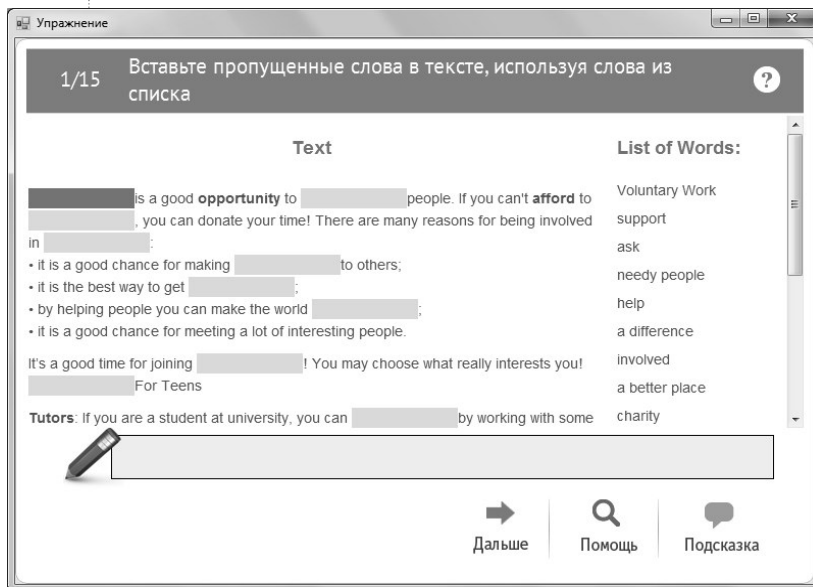 Упражнение
1/15
Вставьте пропущенные слова в тексте, используя слова из
списка
?
Text
is a good opportunity to people. If you can't afford to
, you can donate your time! There are many reasons for being involved
in :
• it is a good chance for making to others;
• it is the best way to get ;
• by helping people you can make the world ;
• it is a good chance for meeting a lot of interesting people.
It's a good time for joining ! You may choose what really interests you!
For Teens
Tutors: If you are a student at university, you can by working with some
List of Words:
Voluntary Work
support
ask
needy people
help
a difference
involved
a better place
charity
Дальше
Помощь
Подсказка